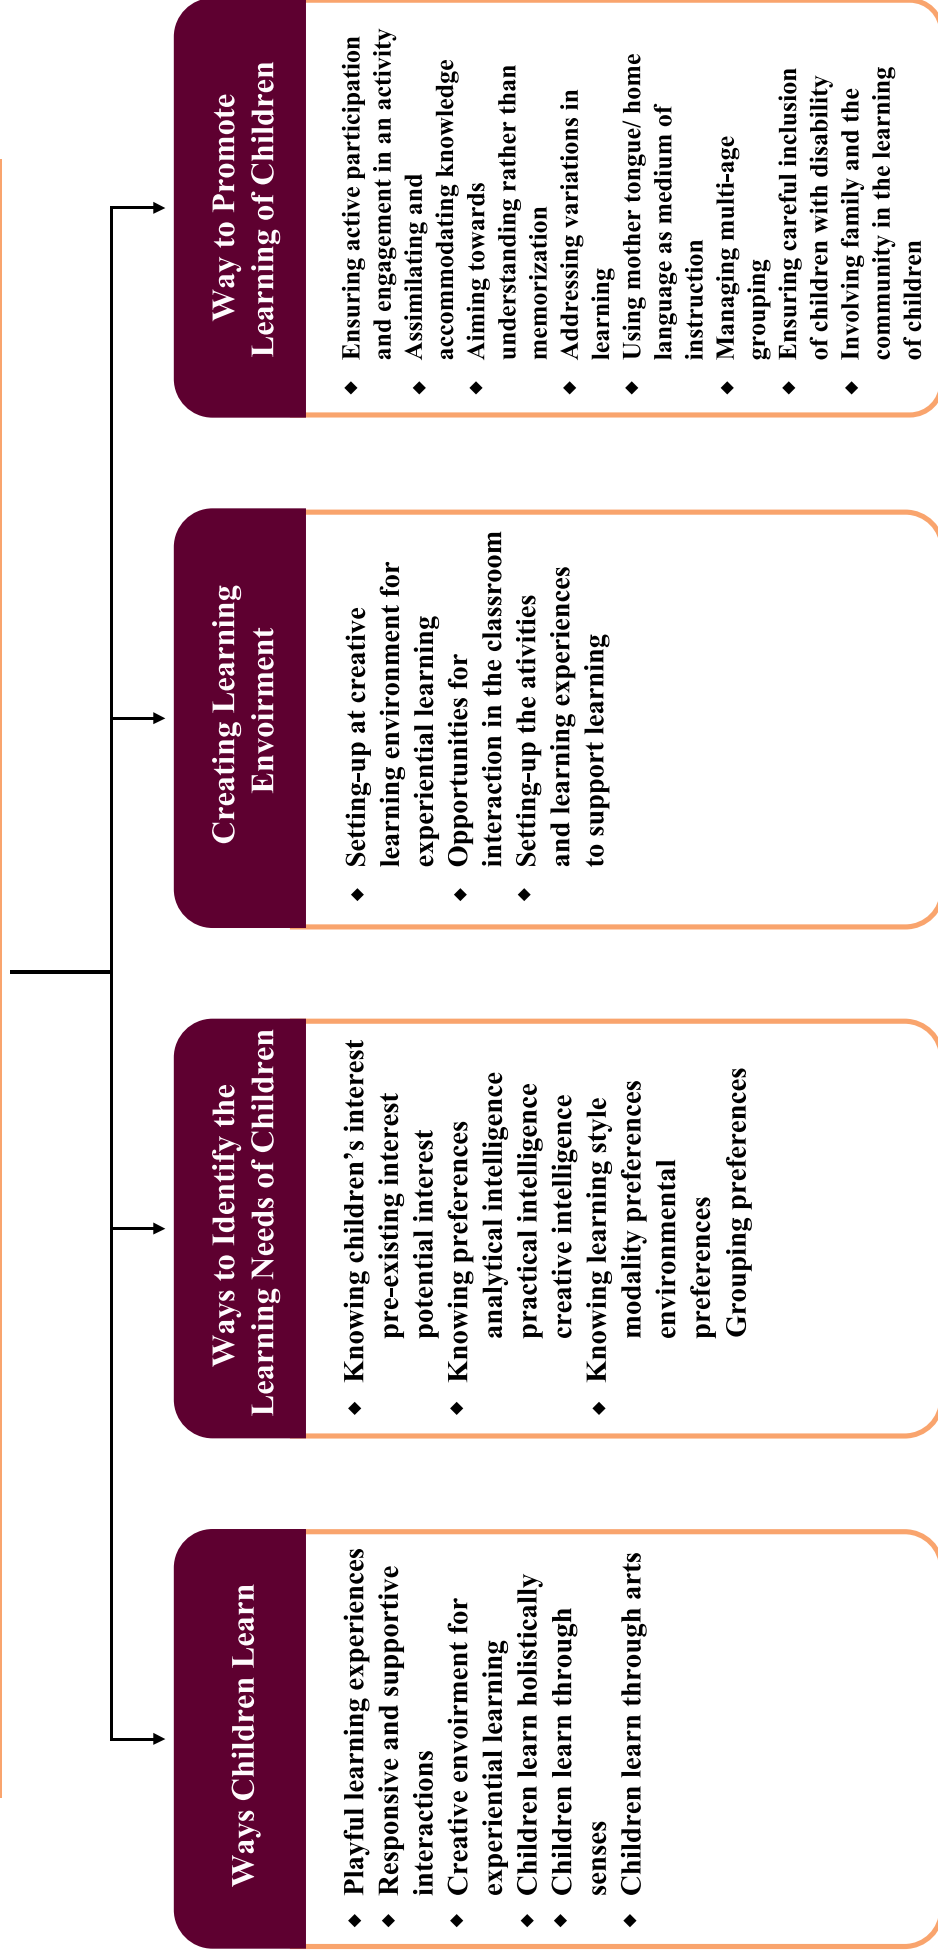 Ways Children Learn
◆ Playful learning experiences
◆ Responsive and supportive
interactions
◆ Creative envoirment for
experiential learning
◆ Children learn holistically
◆ Children learn through
senses
◆ Children learn through arts
Ways to Identify the
Learning Needs of Children
◆ Knowing children’s interest
pre-existing interest
potential interest
◆ Knowing preferences
analytical intelligence
practical intelligence
creative intelligence
◆ Knowing learning style
modality preferences
environmental
preferences
Grouping preferences
Creating Learning
Envoirment
◆ Setting-up at creative
learning environment for
experiential learning
◆ Opportunities for
interaction in the classroom
◆ Setting-up the ativities
and learning experiences
to support learning
Way to Promote
Learning of Children
◆ Ensuring active participation
and engagement in an activity
◆ Assimilating and
accommodating knowledge
◆ Aiming towards
understanding rather than
memorization
◆ Addressing variations in
learning
◆ Using mother tongue/ home
language as medium of
instruction
◆ Managing multi-age
grouping
◆ Ensuring careful inclusion
of children with disability
◆ Involving family and the
community in the learning
of children